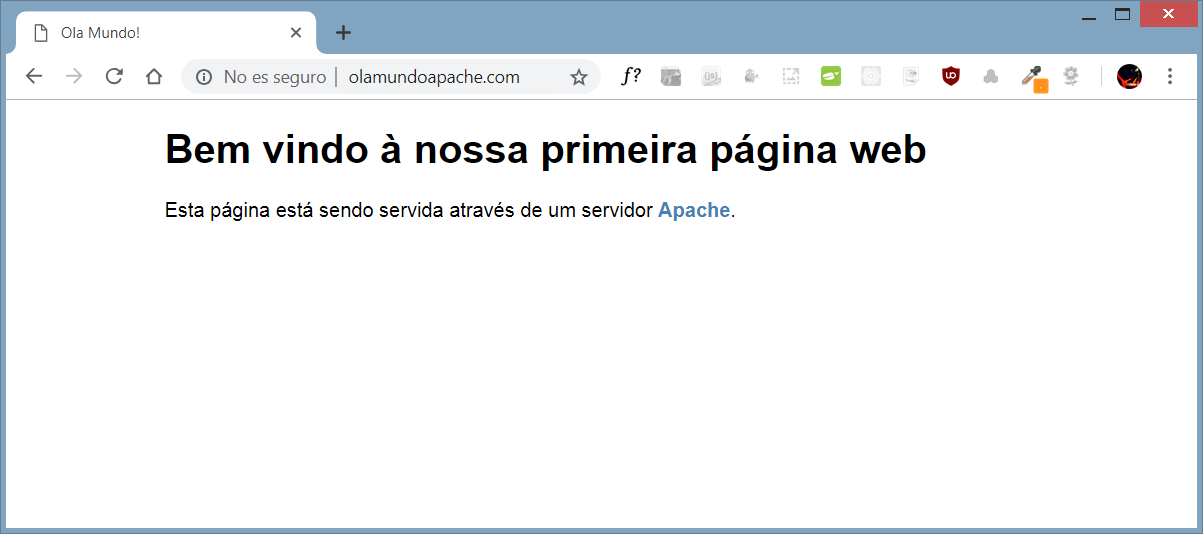 Ola Mundo!
No es seguro | olamundoapache.com
f?
Bem vindo à nossa primeira página web
Esta página está sendo servida através de um servidor Apache.